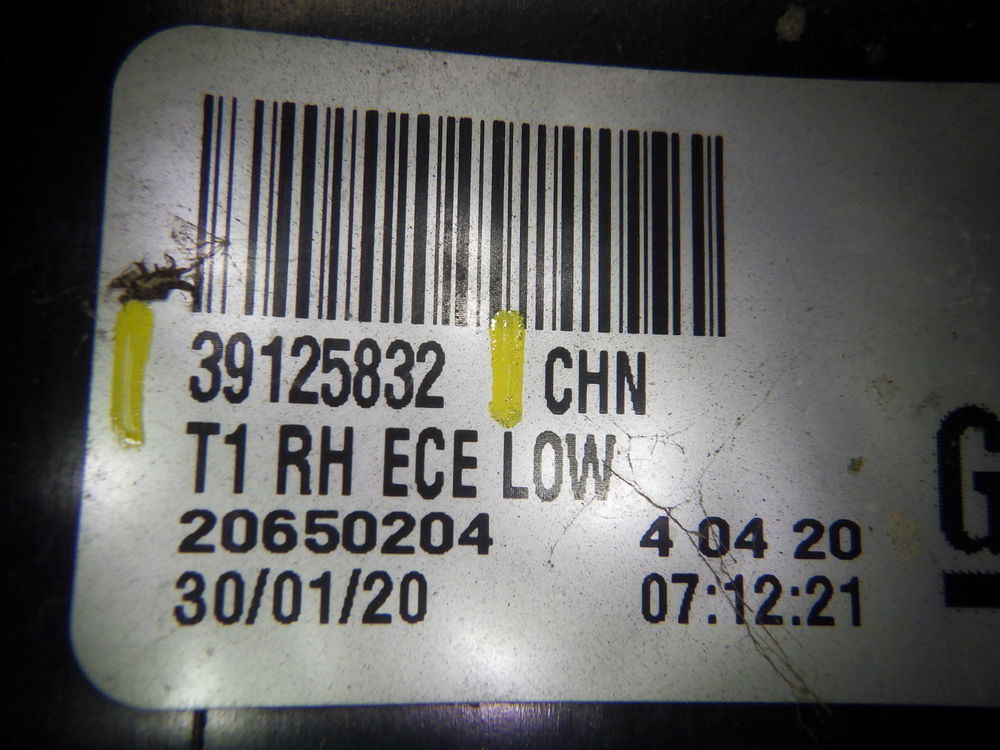 39125832 CHN
T1 RH ECE LOW
20650204 4 04 20
30/01/20 07:12:21
G